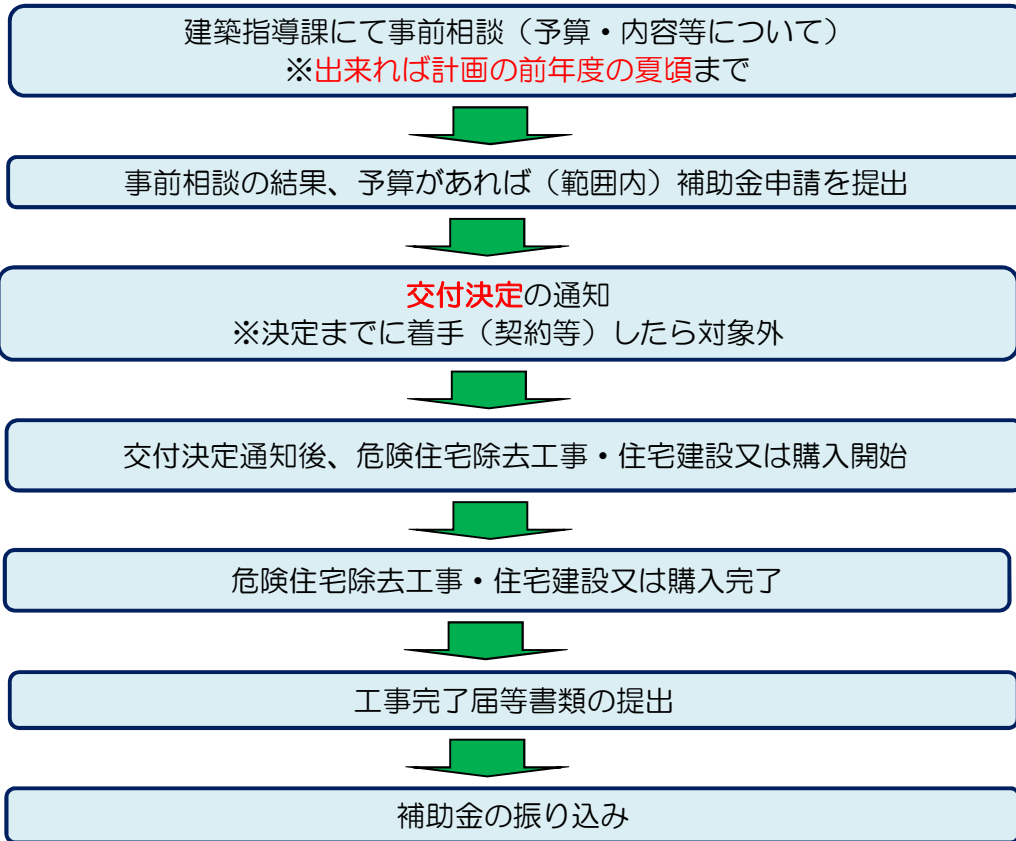 建築指導課にて事前相談（予算・内容等について）
※出来れば計画の前年度の夏頃まで
事前相談の結果、予算があれば（範囲内）補助金申請を提出
交付決定の通知
※決定までに着手（契約等）したら対象外
交付決定通知後、危険住宅除去工事・住宅建設又は購入開始
危険住宅除去工事・住宅建設又は購入完了
工事完了届等書類の提出
補助金の振り込み